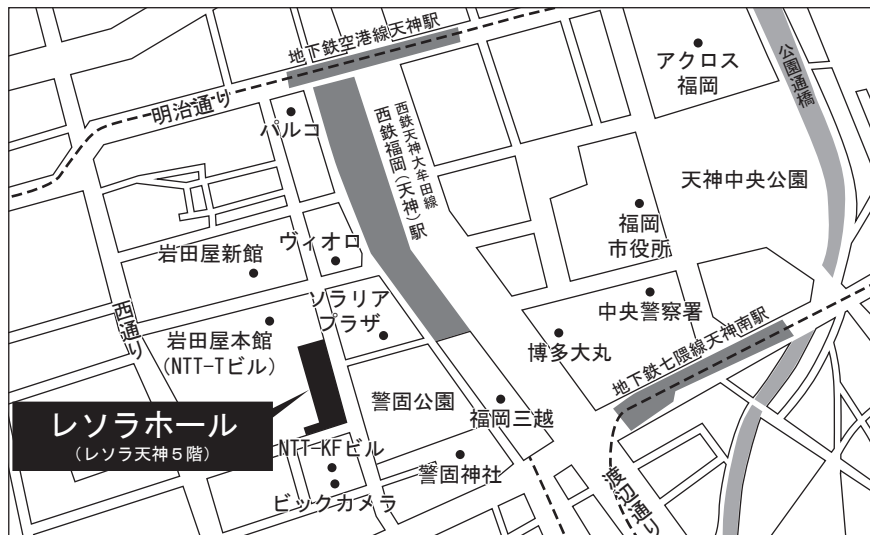 地下鉄空港線天神駅
明治通り
パルコ
西鉄天神大牟田線
西鉄福岡(天神)駅
アクロス
福岡
公園通橋
天神中央公園
福岡
市役所
岩田屋新館
ヴィオロ
ソラリア
プラザ
西通り
岩田屋本館
(NTT-Tビル)
中央警察署
博多大丸
地下鉄七隈線天神南駅
レソラホール
(レソラ天神5階)
警固公園
福岡三越
NTT-KFビル
ビックカメラ
警固神社
渡辺通り